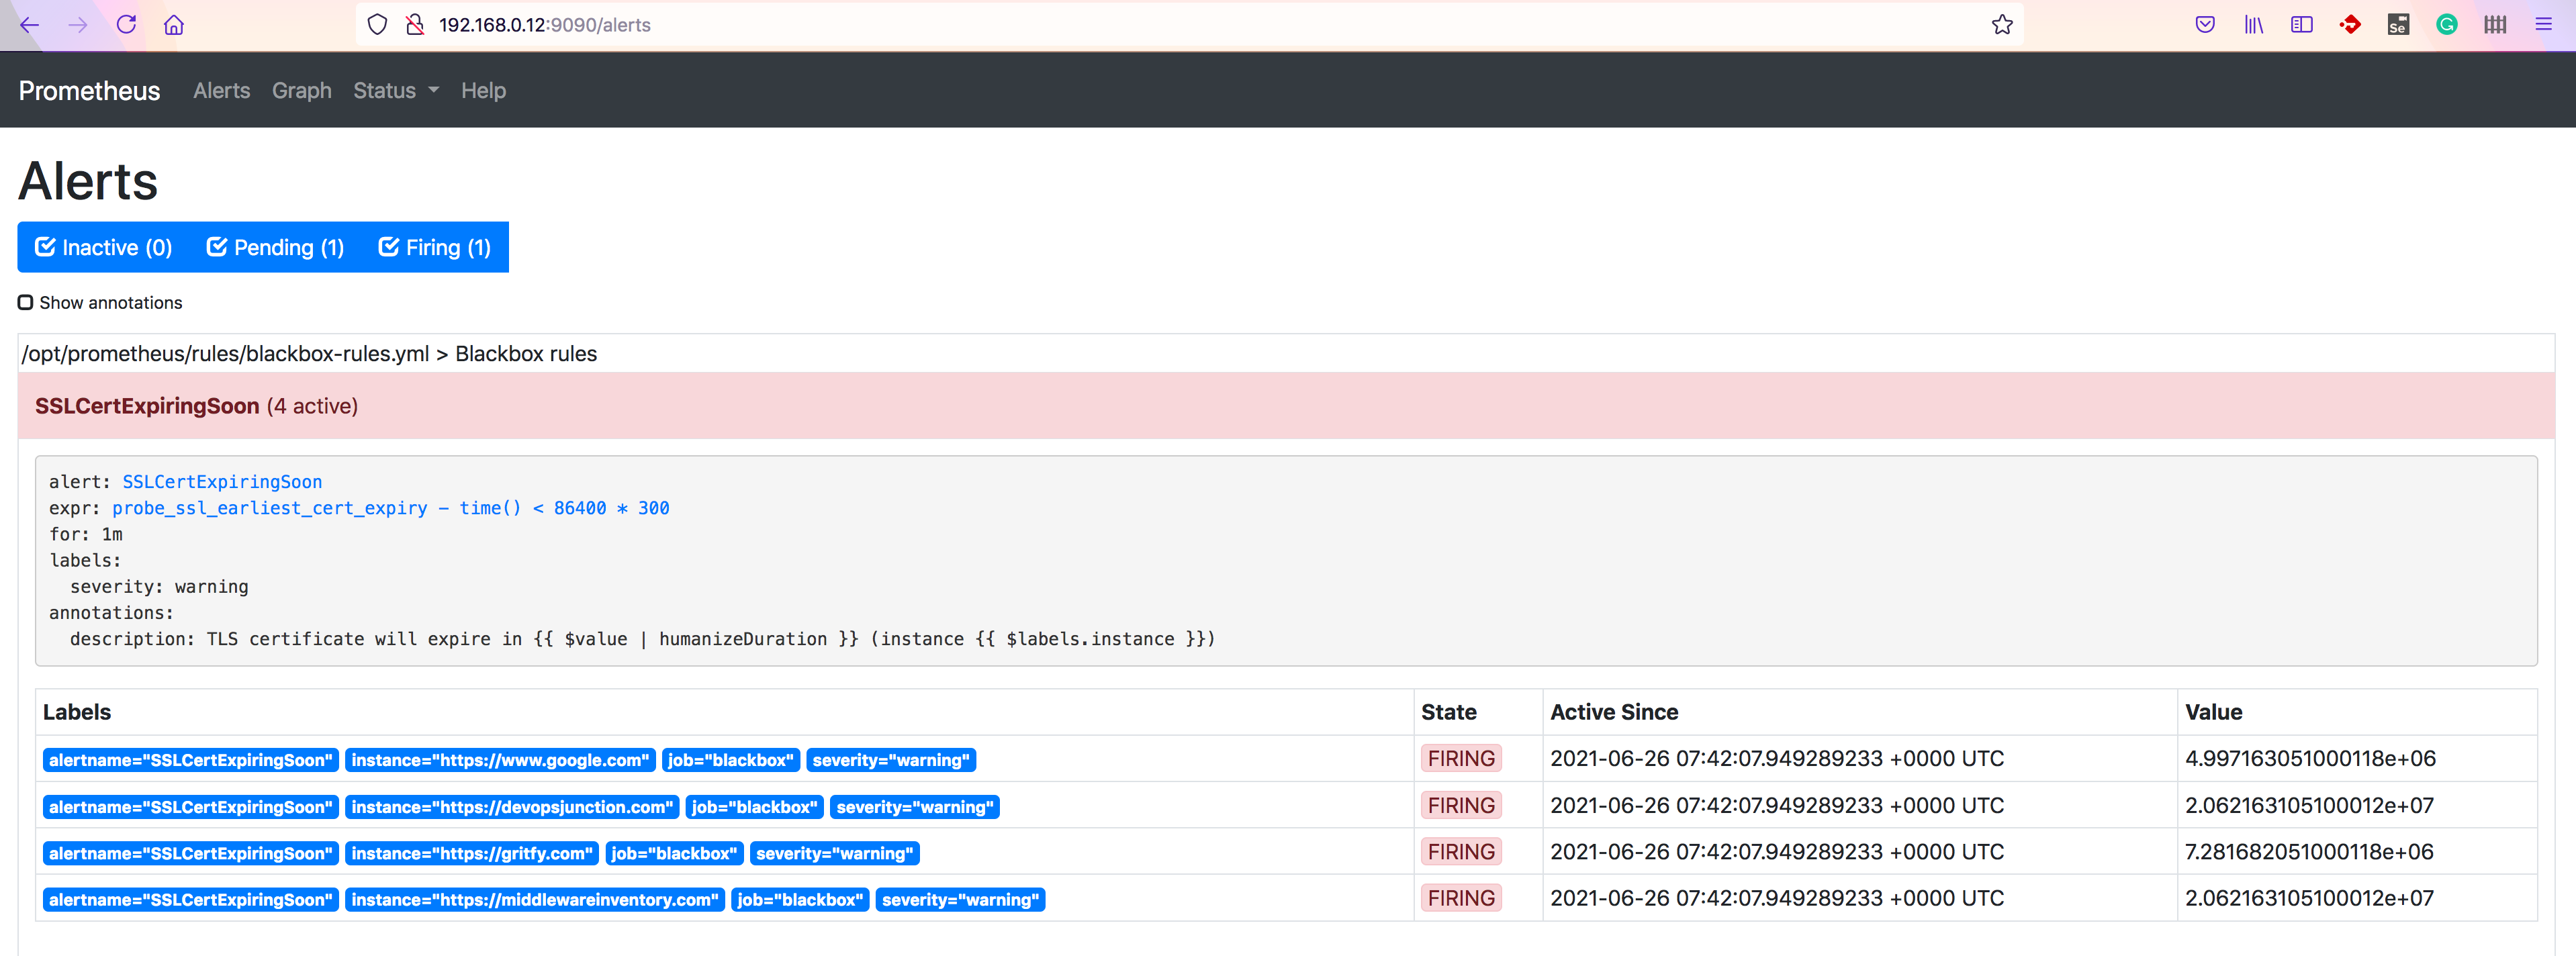 192.168.0.12:9090/alerts
Se
G
Prometheus Alerts Graph Status Help
Alerts
Inactive (0) Pending (1) Firing (1)
Show annotations
/opt/prometheus/rules/blackbox-rules.yml > Blackbox rules
SSLCertExpiringSoon (4 active)
alert: SSLCertExpiringSoon
expr: probe_ssl_earliest_cert_expiry - time() < 86400 * 300
for: 1m
labels:
  severity: warning
annotations:
  description: TLS certificate will expire in {{ $value | humanizeDuration }} (instance {{ $labels.instance }})
Labels State Active Since Value
alertname="SSLCertExpiringSoon" instance="https://www.google.com" job="blackbox" severity="warning" FIRING 2021-06-26 07:42:07.949289233 +0000 UTC 4.997163051000118e+06
alertname="SSLCertExpiringSoon" instance="https://devopsjunction.com" job="blackbox" severity="warning" FIRING 2021-06-26 07:42:07.949289233 +0000 UTC 2.062163105100012e+07
alertname="SSLCertExpiringSoon" instance="https://gritfy.com" job="blackbox" severity="warning" FIRING 2021-06-26 07:42:07.949289233 +0000 UTC 7.281682051000118e+06
alertname="SSLCertExpiringSoon" instance="https://middlewareinventory.com" job="blackbox" severity="warning" FIRING 2021-06-26 07:42:07.949289233 +0000 UTC 2.062163105100012e+07